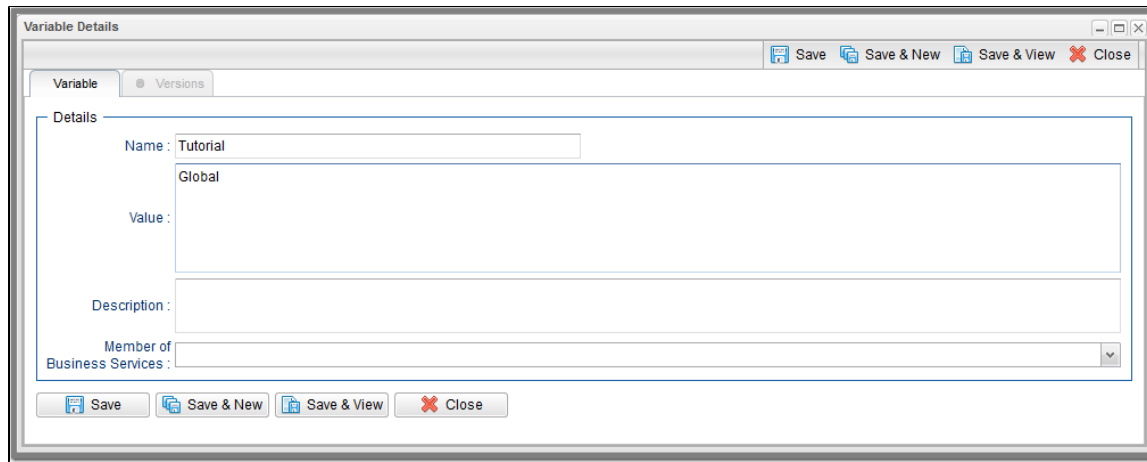 Variable Details
Save Save & New Save & View Close
Variable Versions
Details
Name : Tutorial
Global
Value :
Description :
Member of
Business Services :
Save Save & New Save & View Close